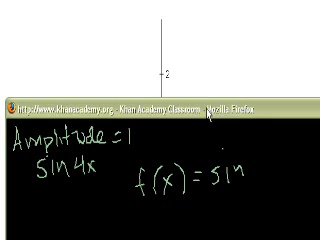 2
http://www.khanacademy.org - Khan Academy Classroom - Mozilla Firefox
Amplitude = 1
sin 4x
f(x) = sin